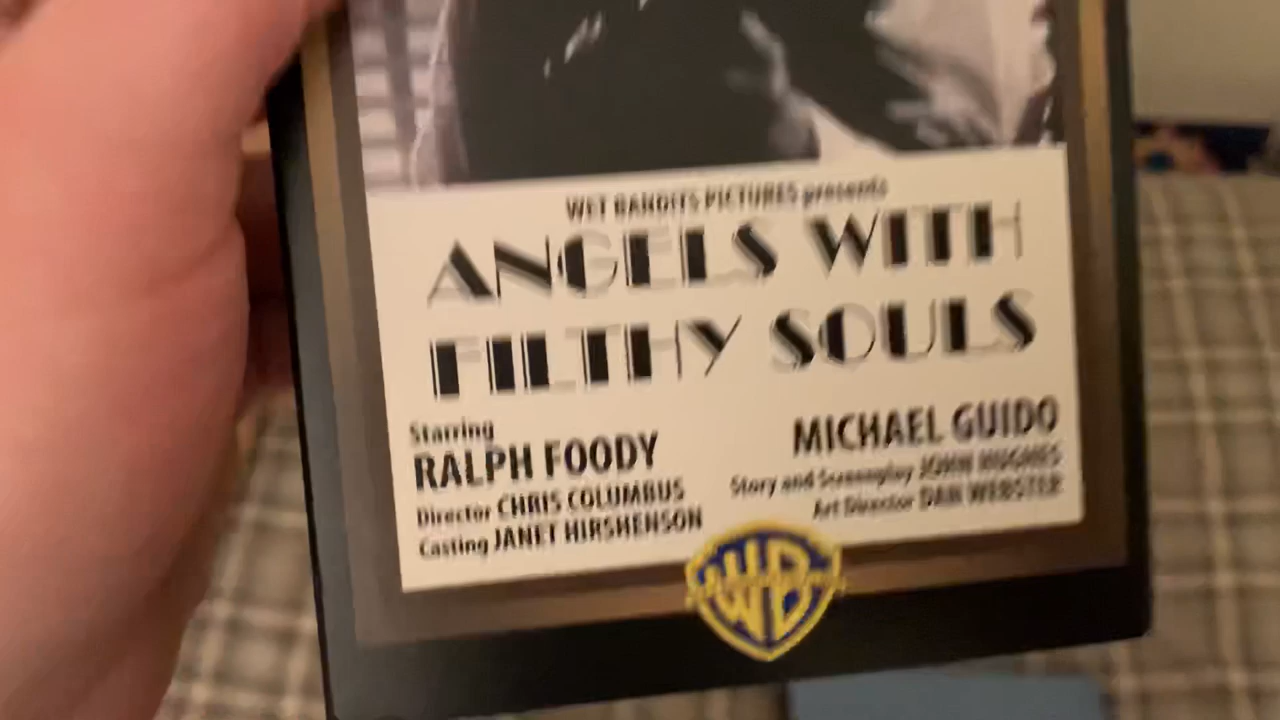 WET BANDITS PICTURES presents
ANGELS WITH
FILTHY SOULS
Starring
RALPH FOODY
MICHAEL GUIDO
Director CHRIS COLUMBUS
Story and Screenplay JOHN HUGHES
Casting JANET HIRSHENSON
Art Director DAN WEBSTER
WB